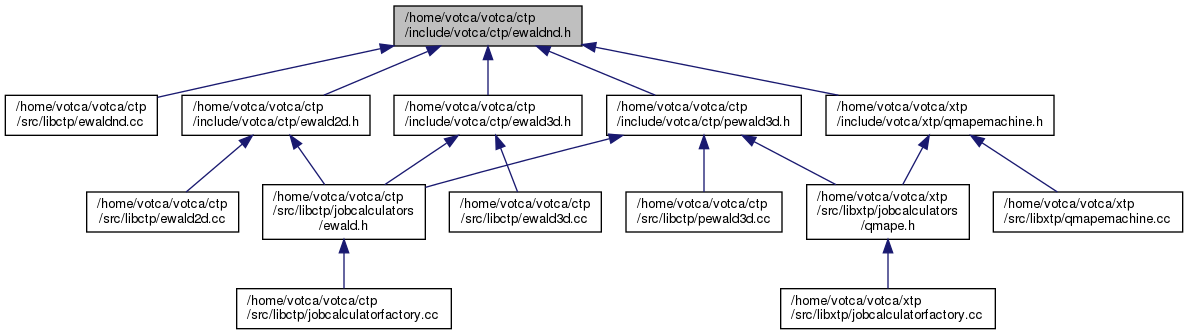 /home/votca/votca/ctp
/include/votca/ctp/ewaldnd.h
/home/votca/votca/ctp
/src/libctp/ewaldnd.cc
/home/votca/votca/ctp
/include/votca/ctp/ewald2d.h
/home/votca/votca/ctp
/include/votca/ctp/ewald3d.h
/home/votca/votca/ctp
/include/votca/ctp/pewald3d.h
/home/votca/votca/xtp
/include/votca/xtp/qmapemachine.h
/home/votca/votca/ctp
/src/libctp/ewald2d.cc
/home/votca/votca/ctp
/src/libctp/jobcalculators
/ewald.h
/home/votca/votca/ctp
/src/libctp/ewald3d.cc
/home/votca/votca/ctp
/src/libctp/pewald3d.cc
/home/votca/votca/xtp
/src/libxtp/jobcalculators
/qmape.h
/home/votca/votca/xtp
/src/libxtp/qmapemachine.cc
/home/votca/votca/ctp
/src/libctp/jobcalculatorfactory.cc
/home/votca/votca/xtp
/src/libxtp/jobcalculatorfactory.cc